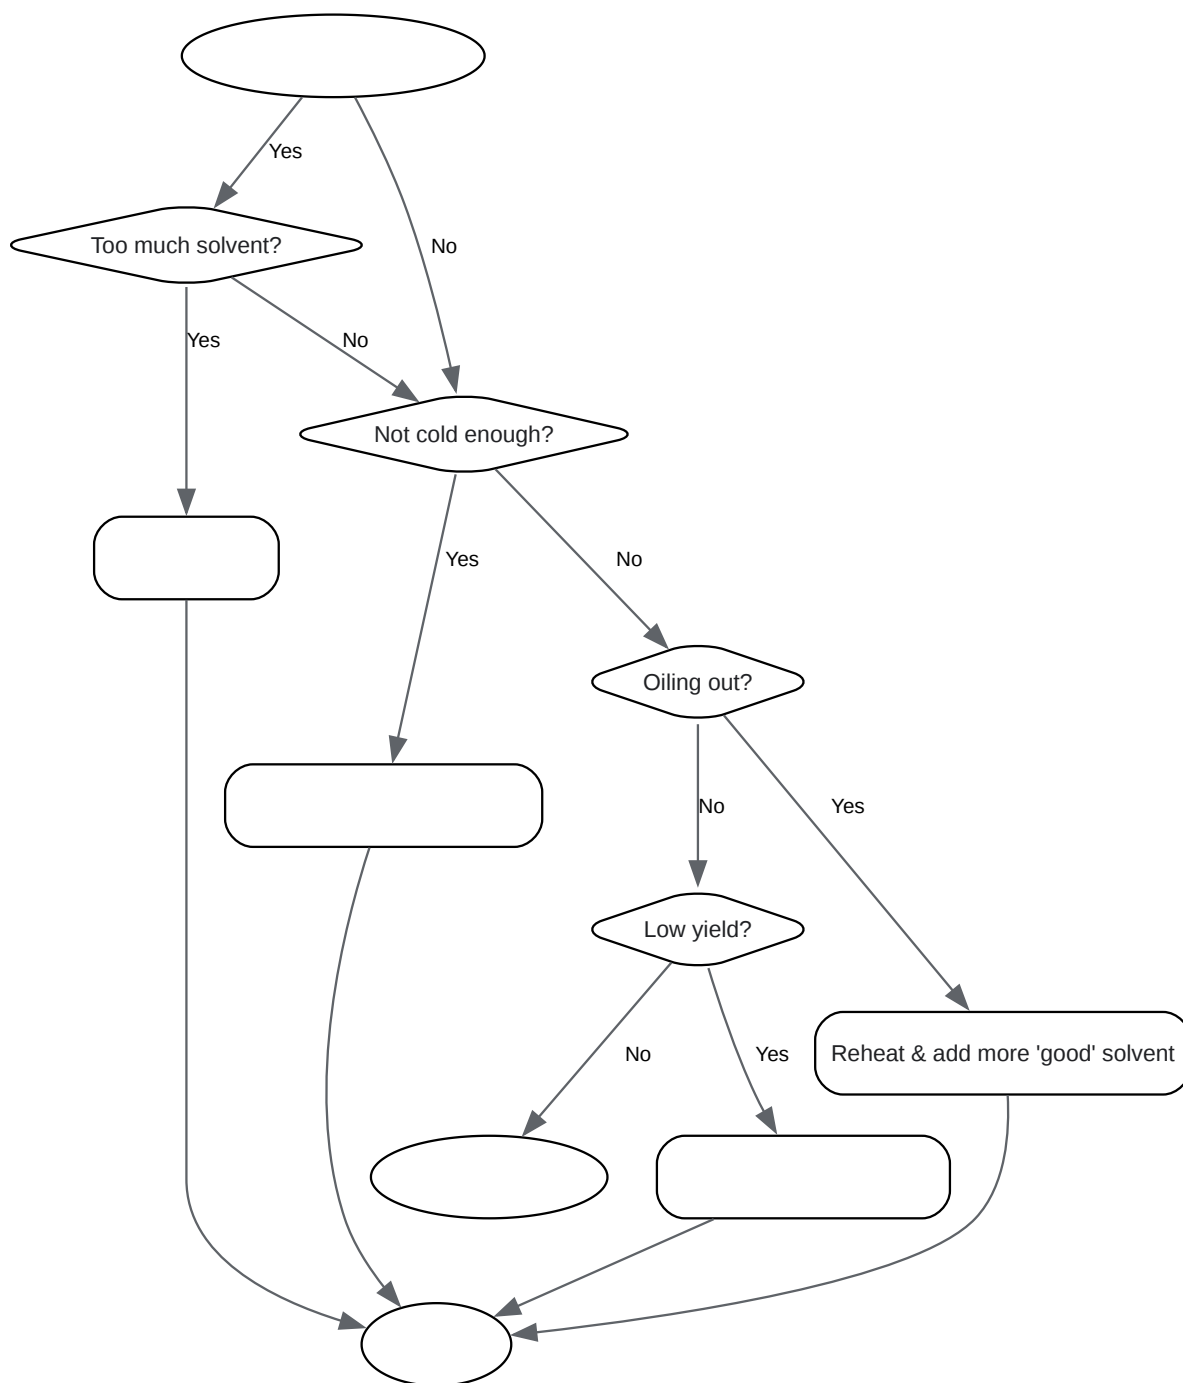 Yes
Too much solvent?
No
Yes
No
Not cold enough?
Yes
No
Oiling out?
No
Yes
Low yield?
No
Yes
Reheat & add more 'good' solvent